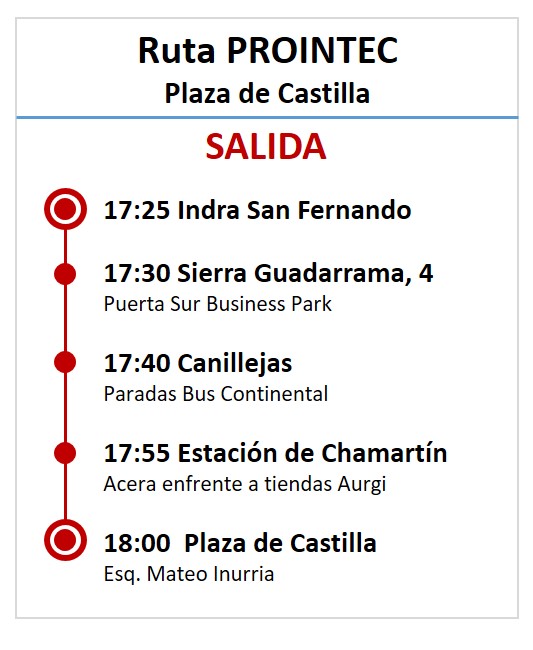 Ruta PROINTEC
Plaza de Castilla
SALIDA
17:25 Indra San Fernando
17:30 Sierra Guadarrama, 4
Puerta Sur Business Park
17:40 Canillejas
Paradas Bus Continental
17:55 Estación de Chamartín
Acera enfrente a tiendas Aurgi
18:00  Plaza de Castilla
Esq. Mateo Inurria